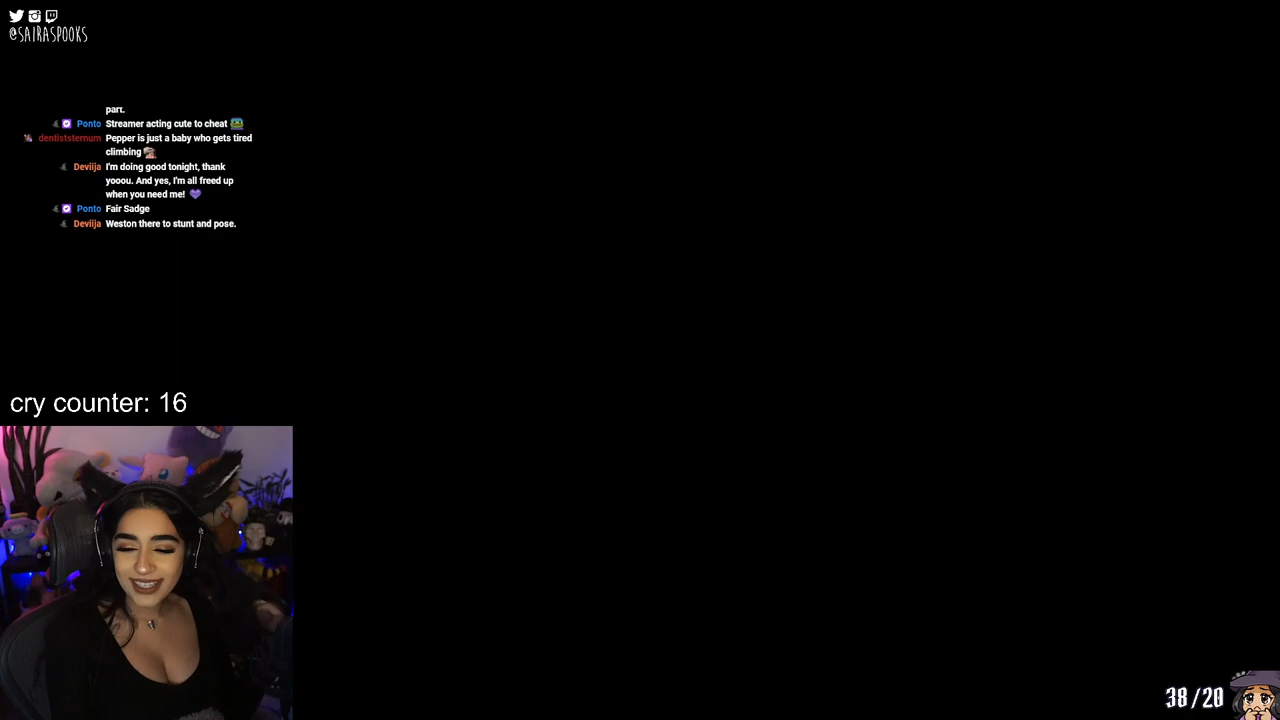 @SAIRASPOOKS
part.
Ponto Streamer acting cute to cheat
dentiststernum Pepper is just a baby who gets tired
climbing
Deviija I'm doing good tonight, thank
yooou. And yes, I'm all freed up
when you need me!
Ponto Fair Sadge
Deviija Weston there to stunt and pose.
cry counter: 16
38/20